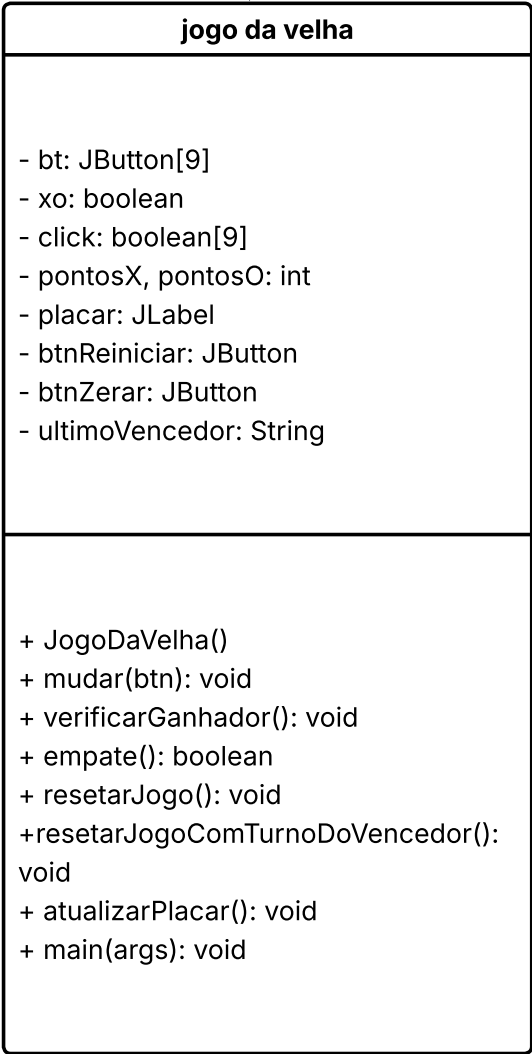 jogo da velha
- bt: JButton[9]
- xo: boolean
- click: boolean[9]
- pontosX, pontosO: int
- placar: JLabel
- btnReiniciar: JButton
- btnZerar: JButton
- ultimoVencedor: String
+ JogoDaVelha()
+ mudar(btn): void
+ verificarGanhador(): void
+ empate(): boolean
+ resetarJogo(): void
+resetarJogoComTurnoDoVencedor():
void
+ atualizarPlacar(): void
+ main(args): void